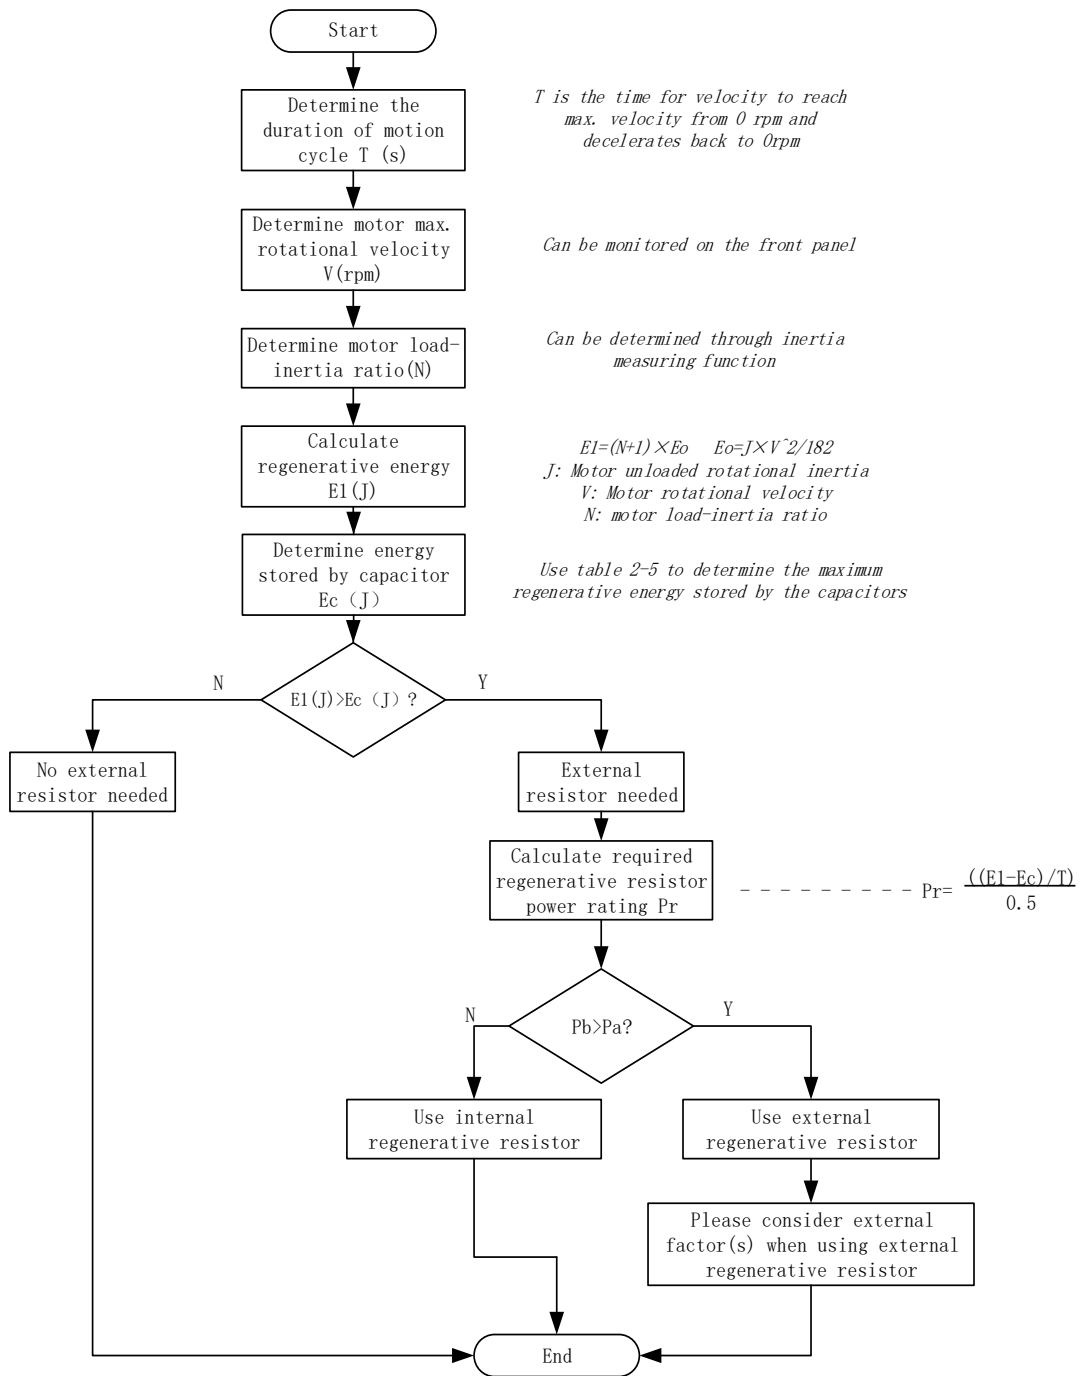 Start
Determine the
duration of motion
cycle T (s)
T is the time for velocity to reach
max. velocity from 0 rpm and
decelerates back to 0rpm
Determine motor max.
rotational velocity
V(rpm)
Can be monitored on the front panel
Determine motor load-
inertia ratio(N)
Can be determined through inertia
measuring function
Calculate
regenerative energy
E1(J)
E1=(N+1)×Eo Eo=J×V^2/182
J: Motor unloaded rotational inertia
V: Motor rotational velocity
N: motor load-inertia ratio
Determine energy
stored by capacitor
Ec（J）
Use table 2-5 to determine the maximum
regenerative energy stored by the capacitors
E1(J)>Ec（J）?
N
Y
No external
resistor needed
External
resistor needed
Calculate required
regenerative resistor
power rating Pr
Pr= ((E1-Ec)/T)
0.5
Pb>Pa?
N
Y
Use internal
regenerative resistor
Use external
regenerative resistor
Please consider external
factor(s) when using external
regenerative resistor
End